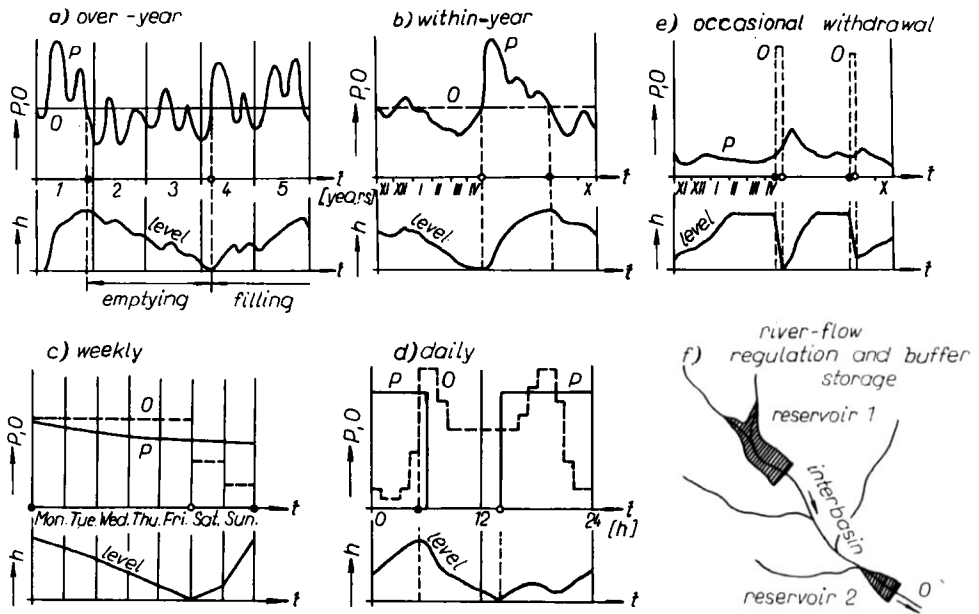 a) over-year
P
P,O
O
t
1 2 3 4 5 [years]
h
level
t
emptying filling
b) within-year
P
P,O
O
t
XI XII I II III IV X
h
level
t
e) occasional withdrawal
O O
P,O
P
t
XI XII I II III IV X
h
level
t
c) weekly
P,O
O
P
t
Mon. Tue. Wed. Thu. Fri. Sat. Sun.
h
level
t
d) daily
P O P
P,O
t
0 12 24
[h]
h
level
t
f) river-flow
regulation and buffer
storage
reservoir 1
interbasin
reservoir 2
O